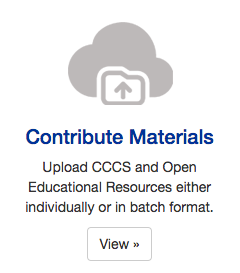 Contribute Materials
Upload CCCS and Open
Educational Resources either
individually or in batch format.
View »